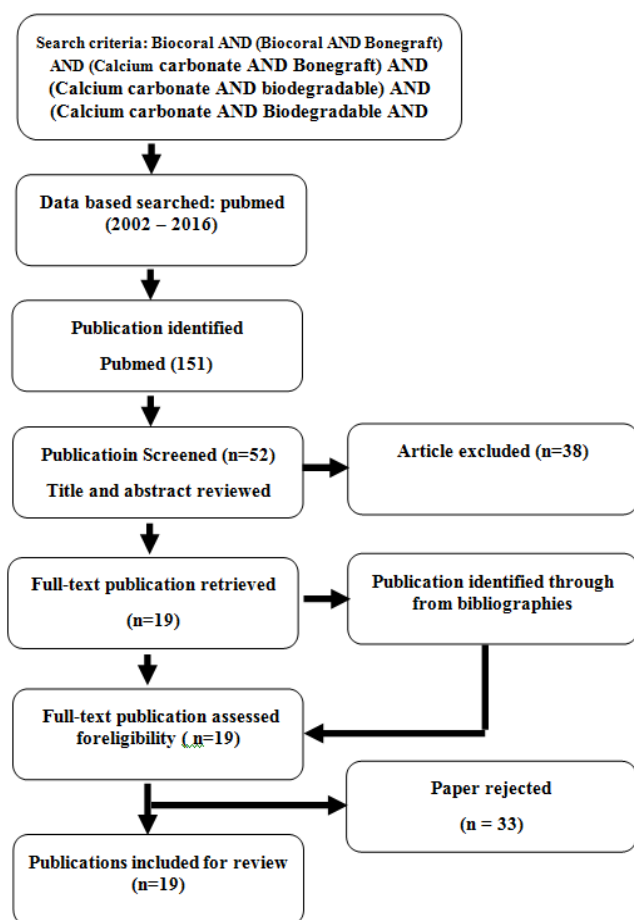 Search criteria: Biocoral AND (Biocoral AND Bonegraft)
AND (Calcium carbonate AND Bonegraft) AND
(Calcium carbonate AND biodegradable) AND
(Calcium carbonate AND Biodegradable AND
Data based searched: pubmed
(2002 – 2016)
Publication identified
Pubmed (151)
Publicatioin Screened (n=52)
Title and abstract reviewed
Article excluded (n=38)
Full-text publication retrieved
(n=19)
Publication identified through
from bibliographies
Full-text publication assessed
foreligibility ( n=19)
Paper rejected
(n = 33)
Publications included for review
(n=19)